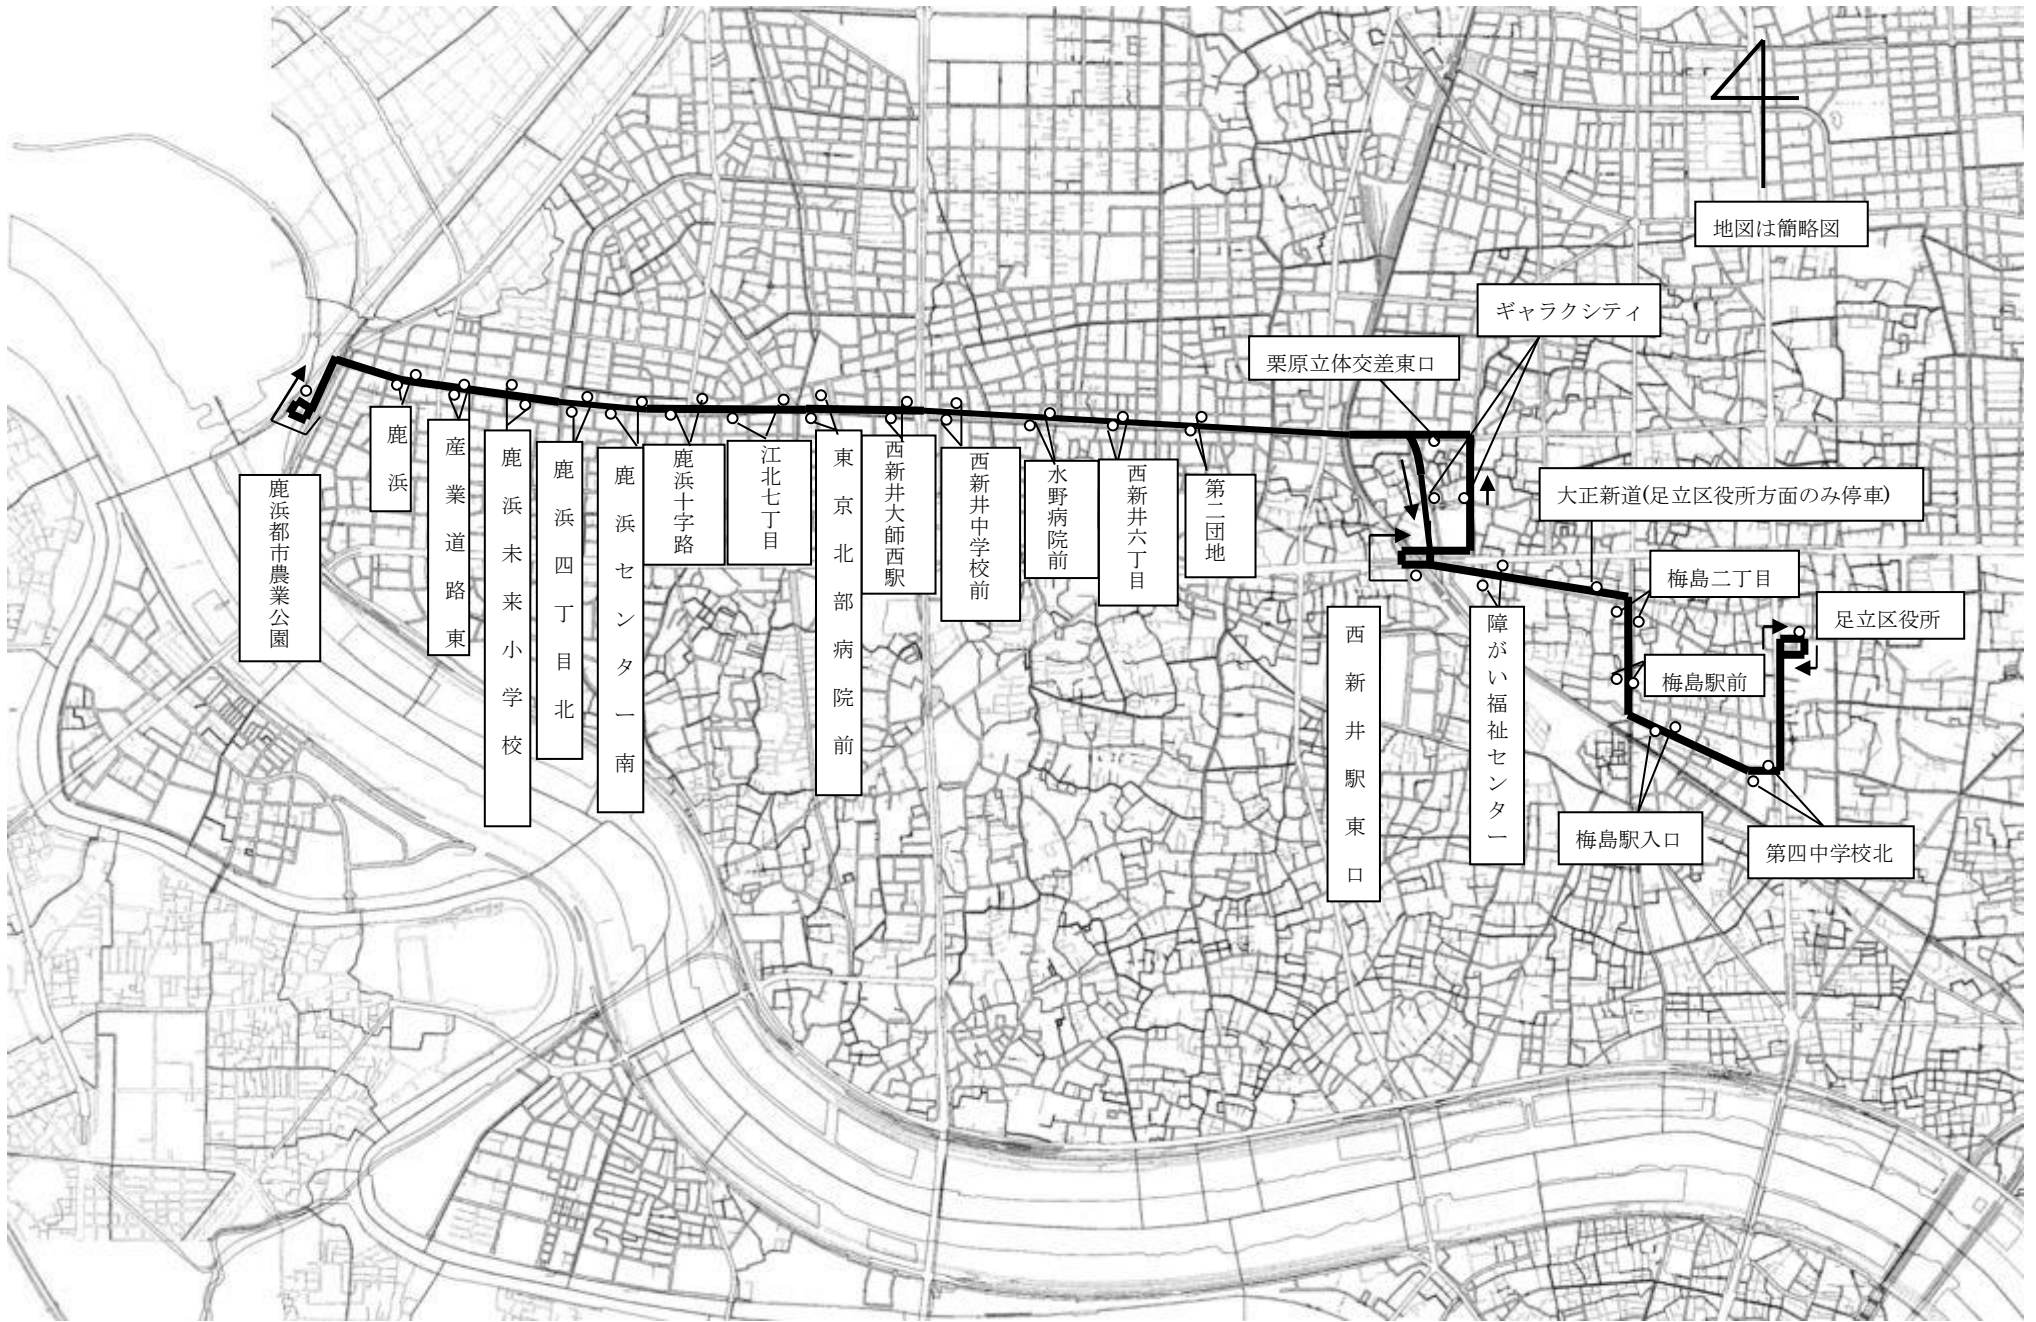 地図は簡略図
ギャラクシティ
栗原立体交差東口
大正新道(足立区役所方面のみ停車)
梅島二丁目
足立区役所
梅島駅前
梅島駅入口
第四中学校北
鹿浜都市農業公園
鹿浜
産業道路東
鹿浜未来小学校
鹿浜四丁目北
鹿浜センター南
鹿浜十字路
江北七丁目
東京北部病院前
西新井大師西駅
西新井中学校前
水野病院前
西新井六丁目
第二団地
西新井駅東口
障がい福祉センター